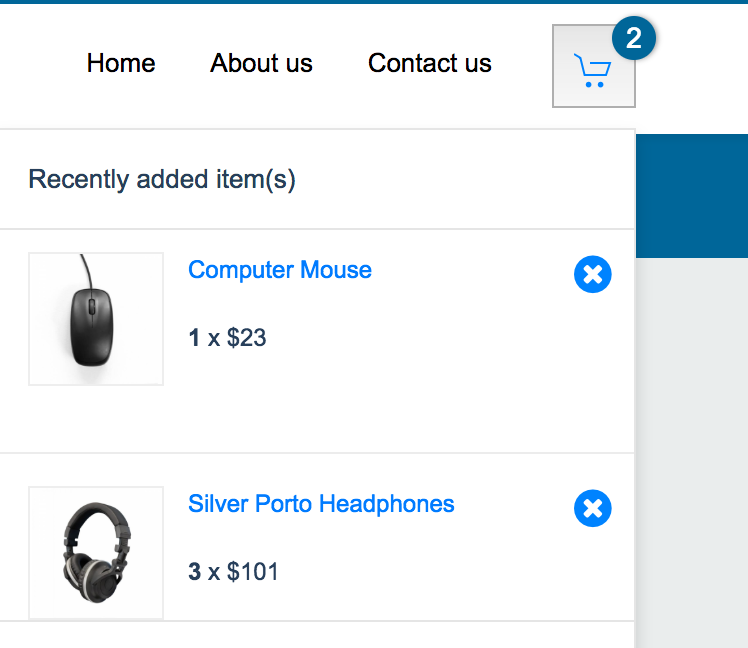 Home About us Contact us 2
Recently added item(s)
Computer Mouse
1 x $23
Silver Porto Headphones
3 x $101